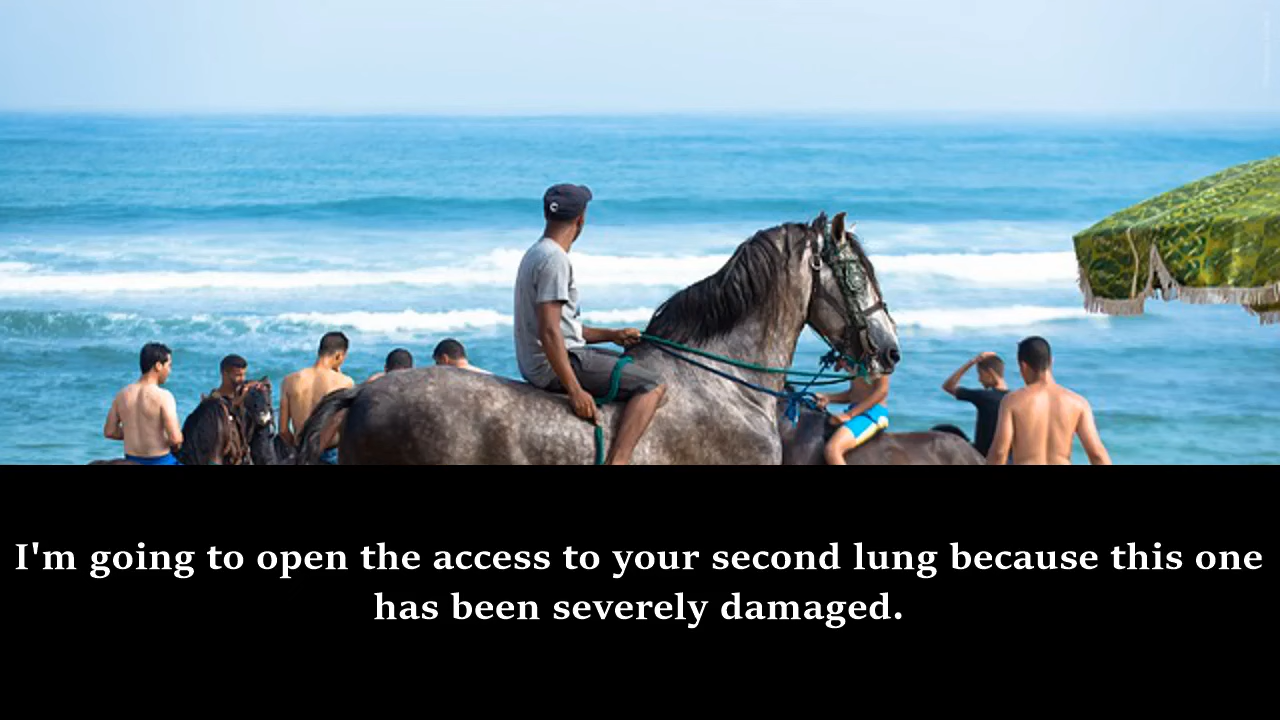 I'm going to open the access to your second lung because this one
has been severely damaged.